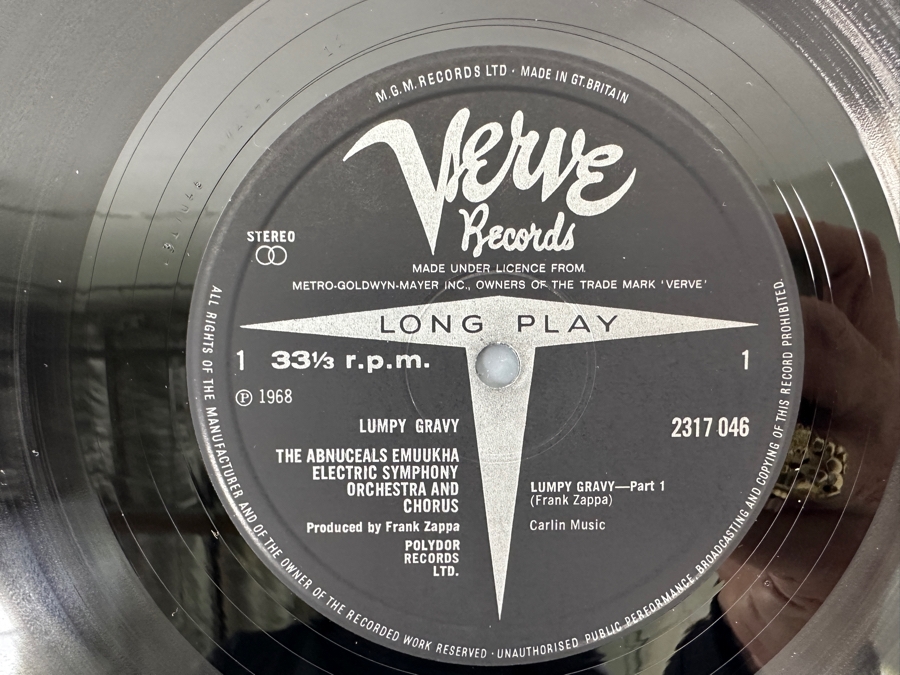 M.G.M. RECORDS LTD · MADE IN GT. BRITAIN
Verve
Records
STEREO
MADE UNDER LICENCE FROM
METRO-GOLDWYN-MAYER INC., OWNERS OF THE TRADE MARK 'VERVE'
LONG PLAY
1 33⅓ r.p.m. 1
℗ 1968
LUMPY GRAVY
2317 046
THE ABNUCEALS EMUUKHA
ELECTRIC SYMPHONY
ORCHESTRA AND
CHORUS
Produced by Frank Zappa
POLYDOR
RECORDS
LTD.
LUMPY GRAVY—Part 1
(Frank Zappa)
Carlin Music
ALL RIGHTS OF THE MANUFACTURER AND OF THE OWNER OF THE RECORDED WORK RESERVED · UNAUTHORISED PUBLIC PERFORMANCE, BROADCASTING AND COPYING OF THIS RECORD PROHIBITED.